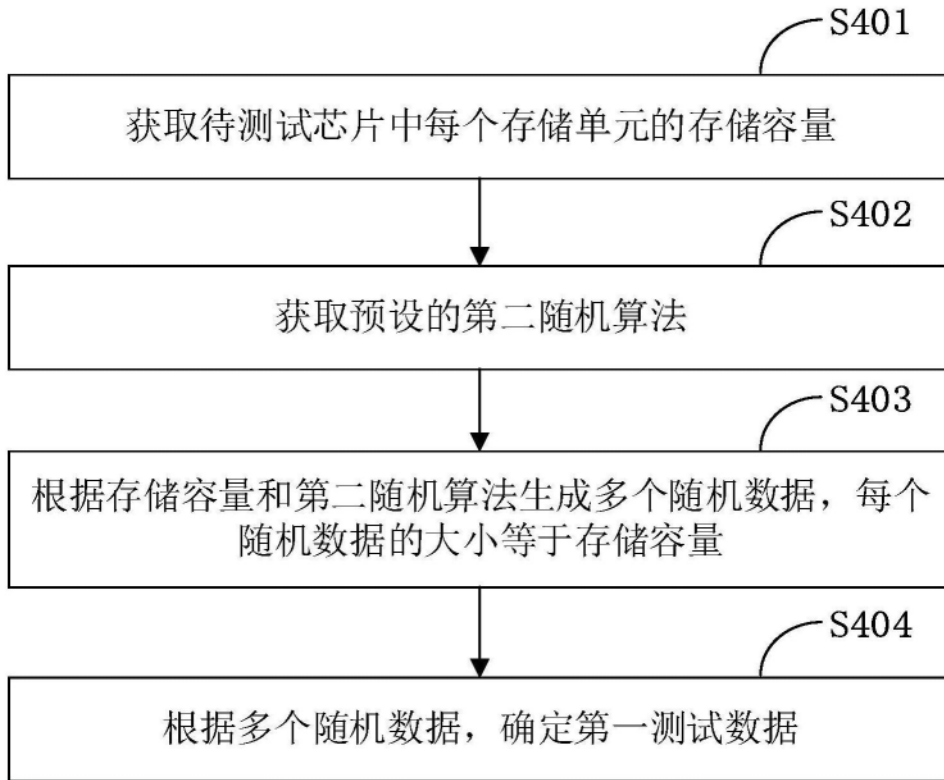 S401
获取待测试芯片中每个存储单元的存储容量
S402
获取预设的第二随机算法
S403
根据存储容量和第二随机算法生成多个随机数据，每个
随机数据的大小等于存储容量
S404
根据多个随机数据，确定第一测试数据